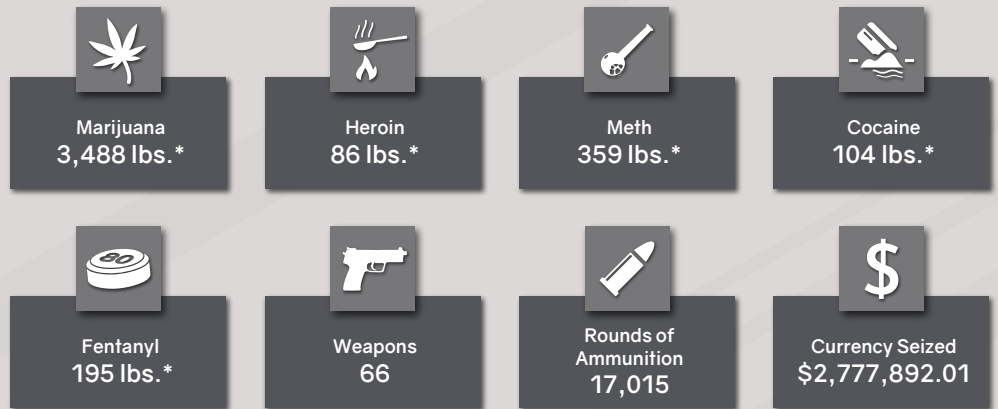 Marijuana
3,488 lbs.*
Heroin
86 lbs.*
Meth
359 lbs.*
Cocaine
104 lbs.*
80
Fentanyl
195 lbs.*
Weapons
66
Rounds of
Ammunition
17,015
$
Currency Seized
$2,777,892.01